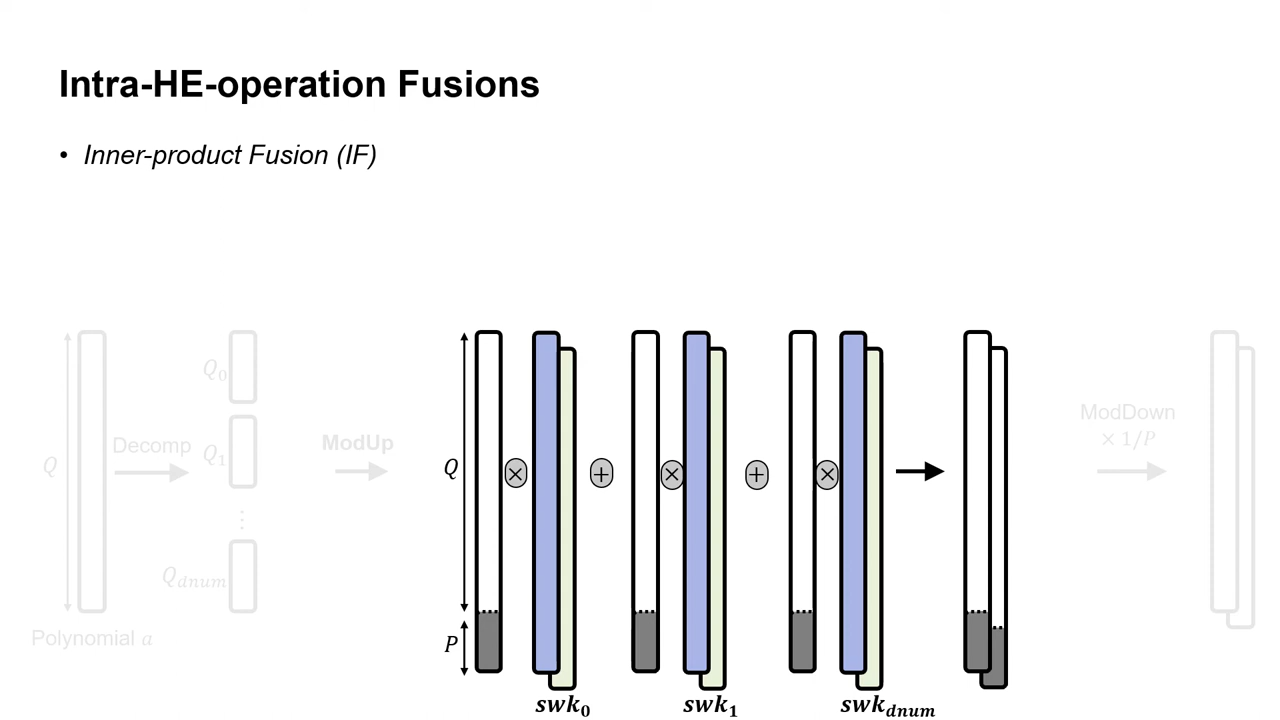 Intra-HE-operation Fusions
• Inner-product Fusion (IF)
Q
Decomp
Q₀
Q₁
⋮
Q_dnum
Polynomial a
ModUp
Q
P
× + × + ×
swk₀ swk₁ swk_dnum
ModDown
× 1/P